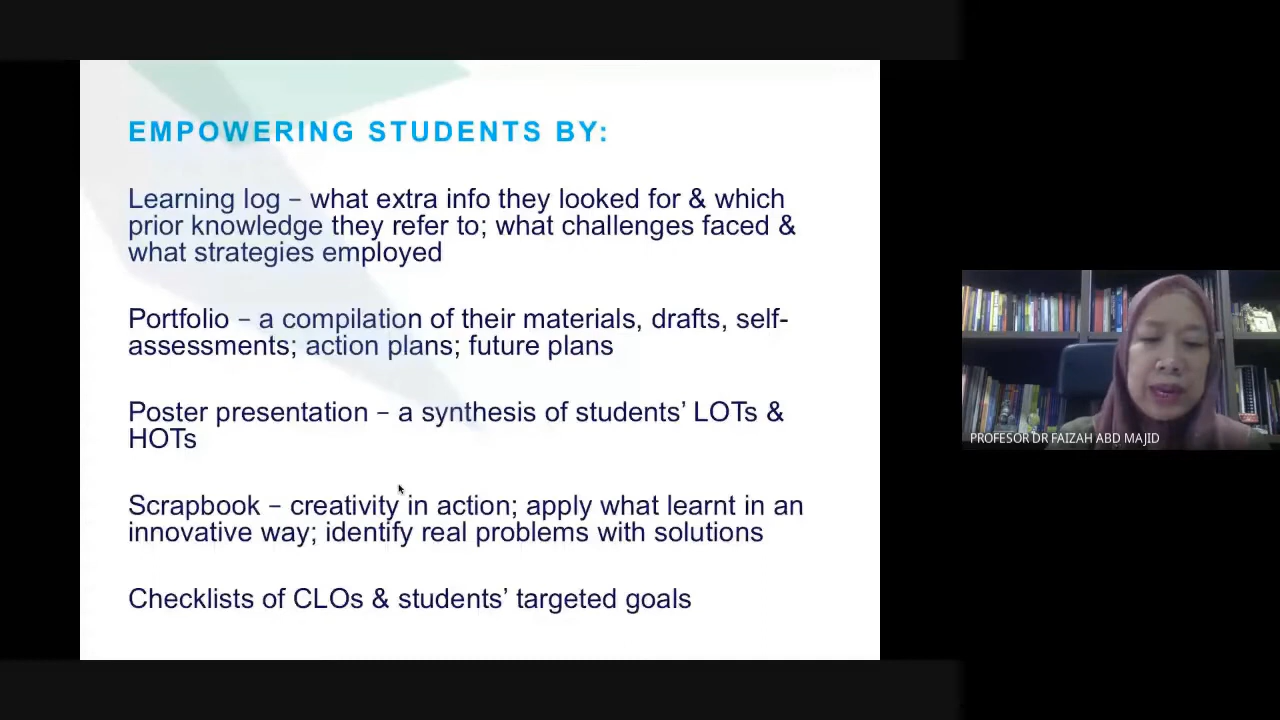 EMPOWERING STUDENTS BY:
Learning log – what extra info they looked for & which
prior knowledge they refer to; what challenges faced &
what strategies employed
Portfolio – a compilation of their materials, drafts, self-
assessments; action plans; future plans
Poster presentation – a synthesis of students’ LOTs &
HOTs
Scrapbook – creativity in action; apply what learnt in an
innovative way; identify real problems with solutions
Checklists of CLOs & students’ targeted goals
PROFESOR DR FAIZAH ABD MAJID